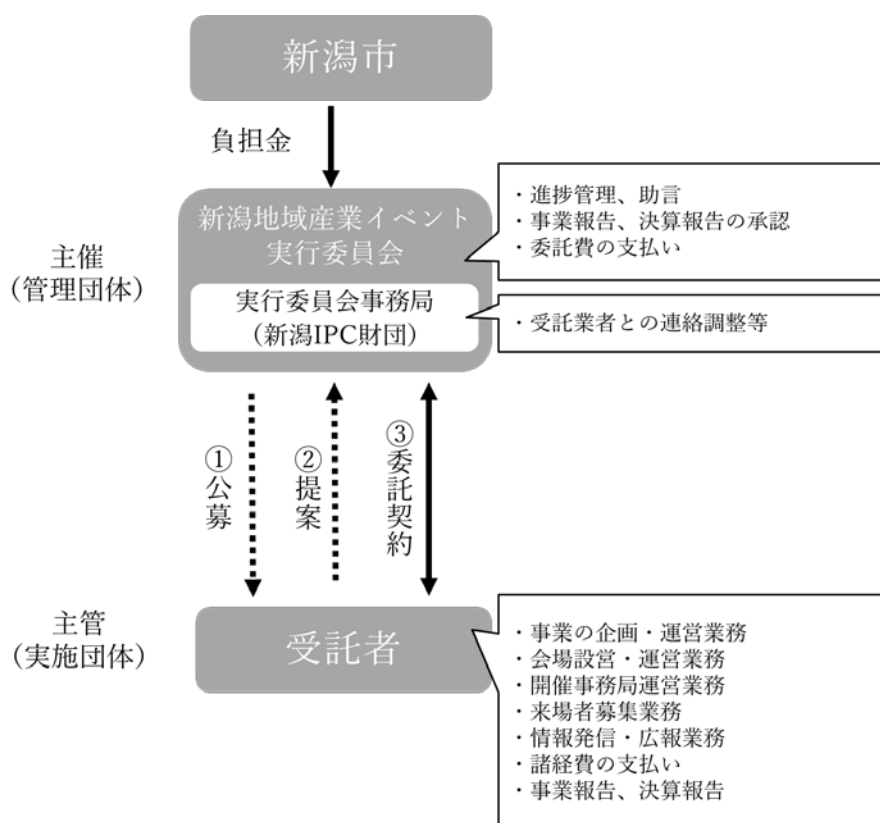 新潟市
負担金
新潟地域産業イベント
実行委員会
実行委員会事務局
（新潟IPC財団）
主催
（管理団体）
・進捗管理、助言
・事業報告、決算報告の承認
・委託費の支払い
・受託業者との連絡調整等
①公募
②提案
③委託契約
主管
（実施団体）
受託者
・事業の企画・運営業務
・会場設営・運営業務
・開催事務局運営業務
・来場者募集業務
・情報発信・広報業務
・諸経費の支払い
・事業報告、決算報告